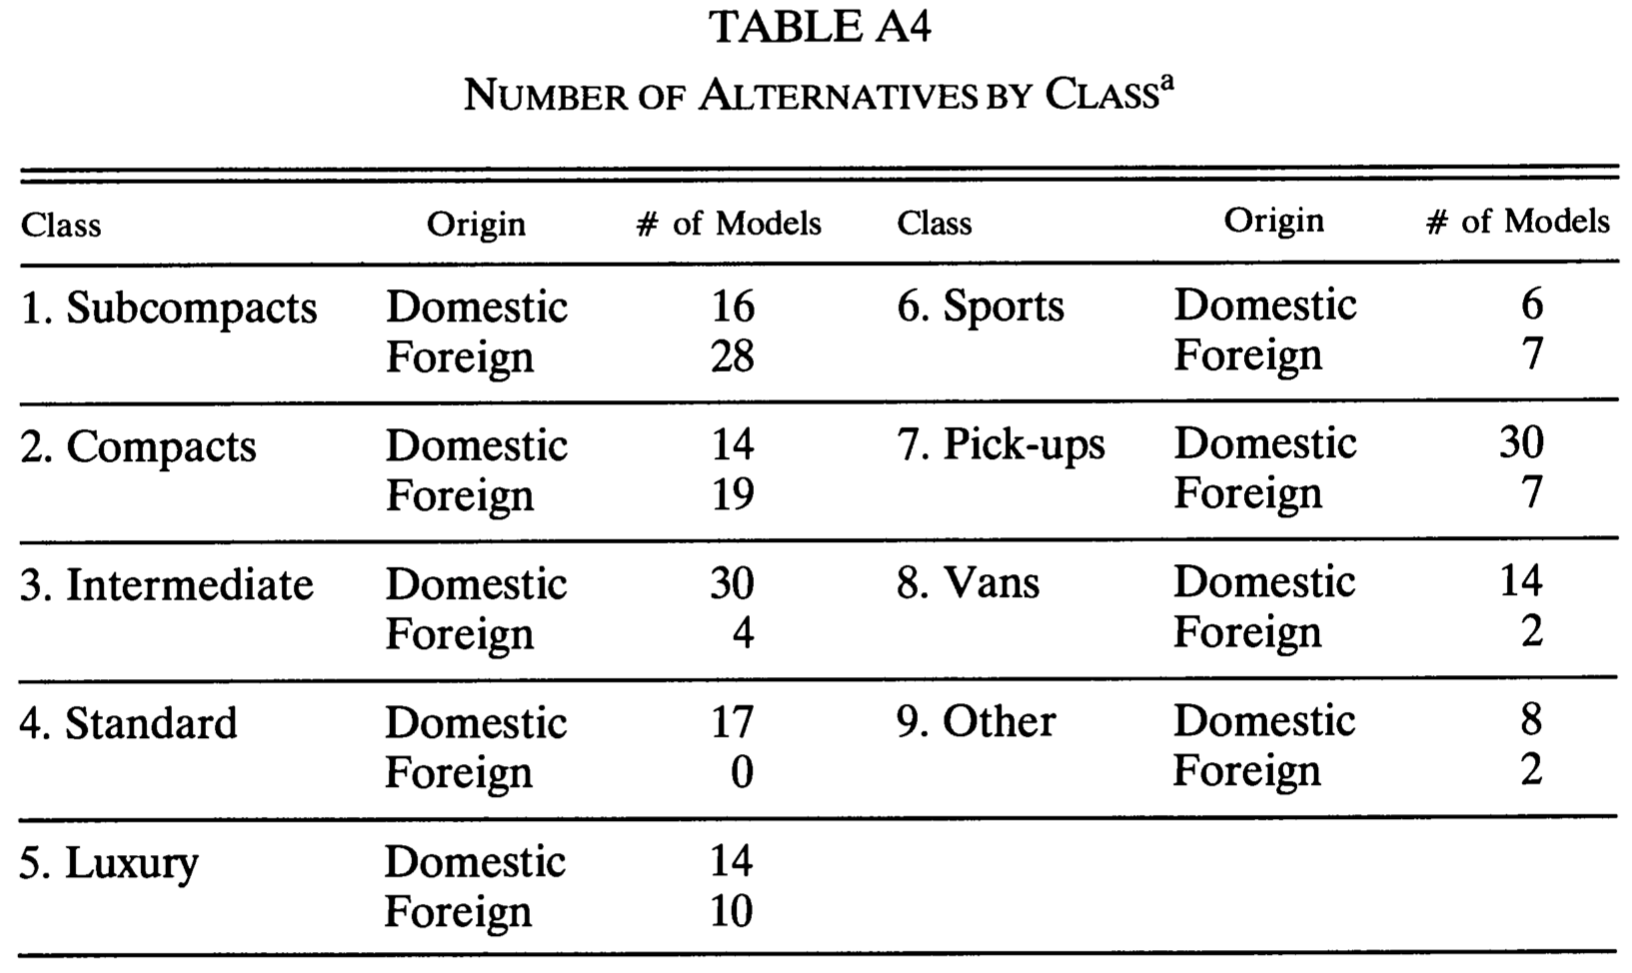 TABLE A4
NUMBER OF ALTERNATIVES BY CLASSa
Class Origin # of Models Class Origin # of Models
1. Subcompacts Domestic 16 6. Sports Domestic 6
Foreign 28 Foreign 7
2. Compacts Domestic 14 7. Pick-ups Domestic 30
Foreign 19 Foreign 7
3. Intermediate Domestic 30 8. Vans Domestic 14
Foreign 4 Foreign 2
4. Standard Domestic 17 9. Other Domestic 8
Foreign 0 Foreign 2
5. Luxury Domestic 14
Foreign 10